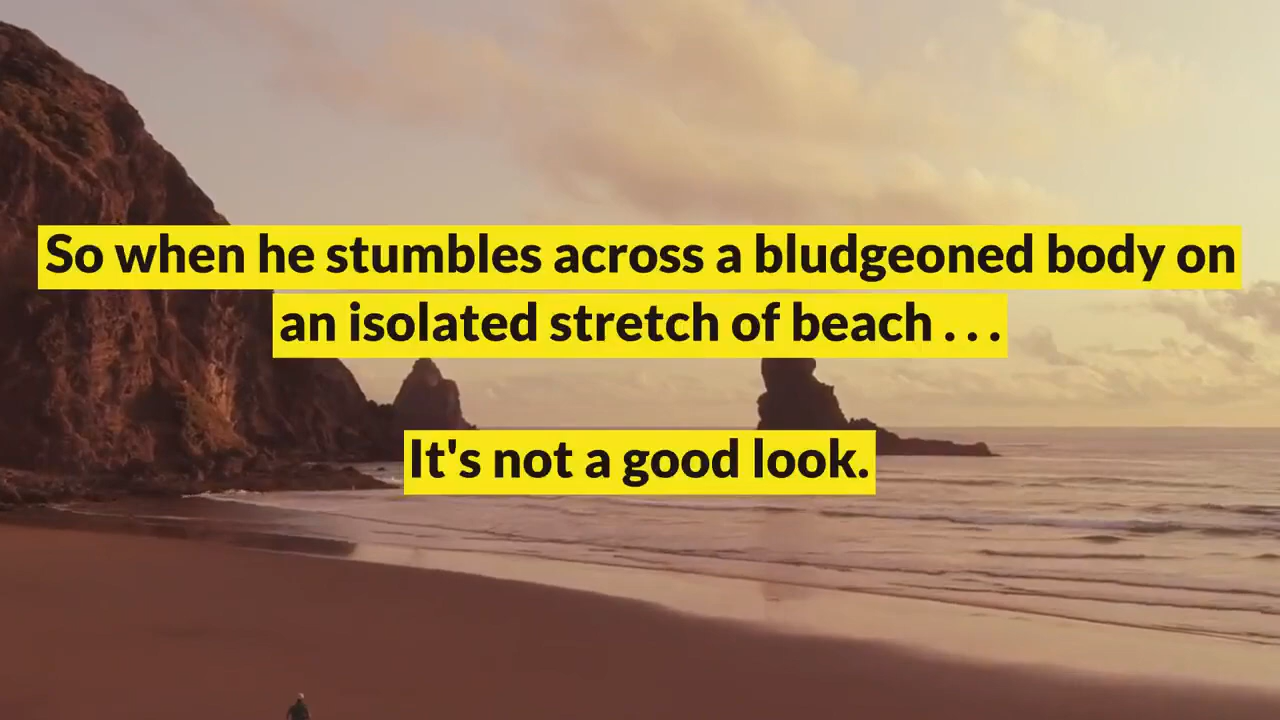 So when he stumbles across a bludgeoned body on
an isolated stretch of beach . . .
It's not a good look.